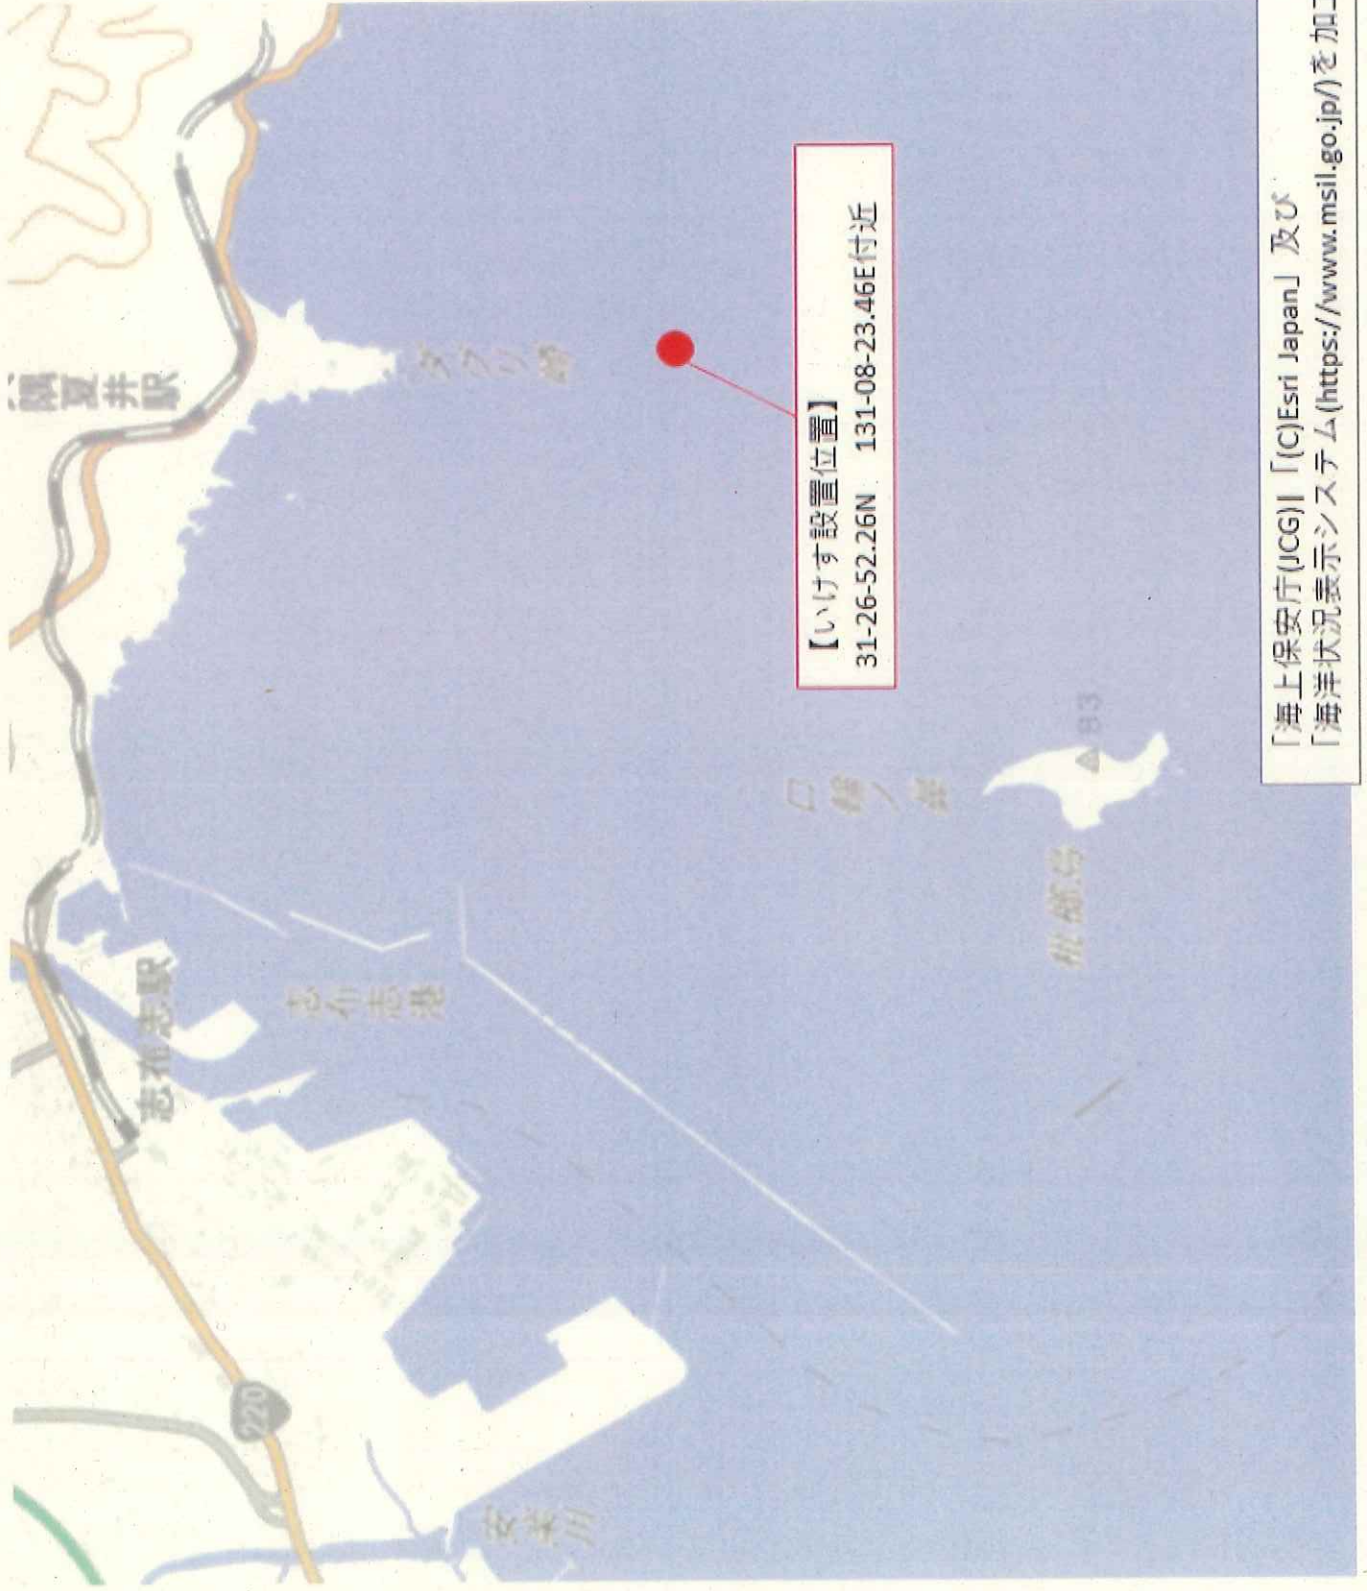 隅夏井駅
ダグリ岬
【いけす設置位置】
31-26-52.26N 131-08-23.46E付近
志布志駅
志布志港
220
83
枇榔島
安楽川
「海上保安庁(JCG)」「(C)Esri Japan」及び
「海洋状況表示システム(https://www.msil.go.jp/)を加工